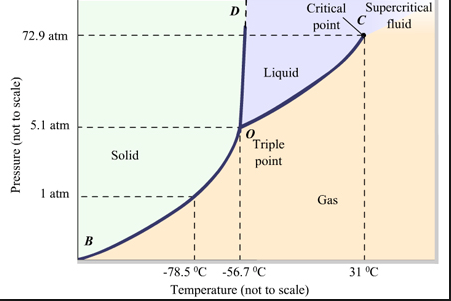 D
Critical
point
C
Supercritical
fluid
72.9 atm
Liquid
Pressure (not to scale)
5.1 atm
O
Triple
point
Solid
1 atm
Gas
B
-78.5 ⁰C
-56.7 ⁰C
31 ⁰C
Temperature (not to scale)